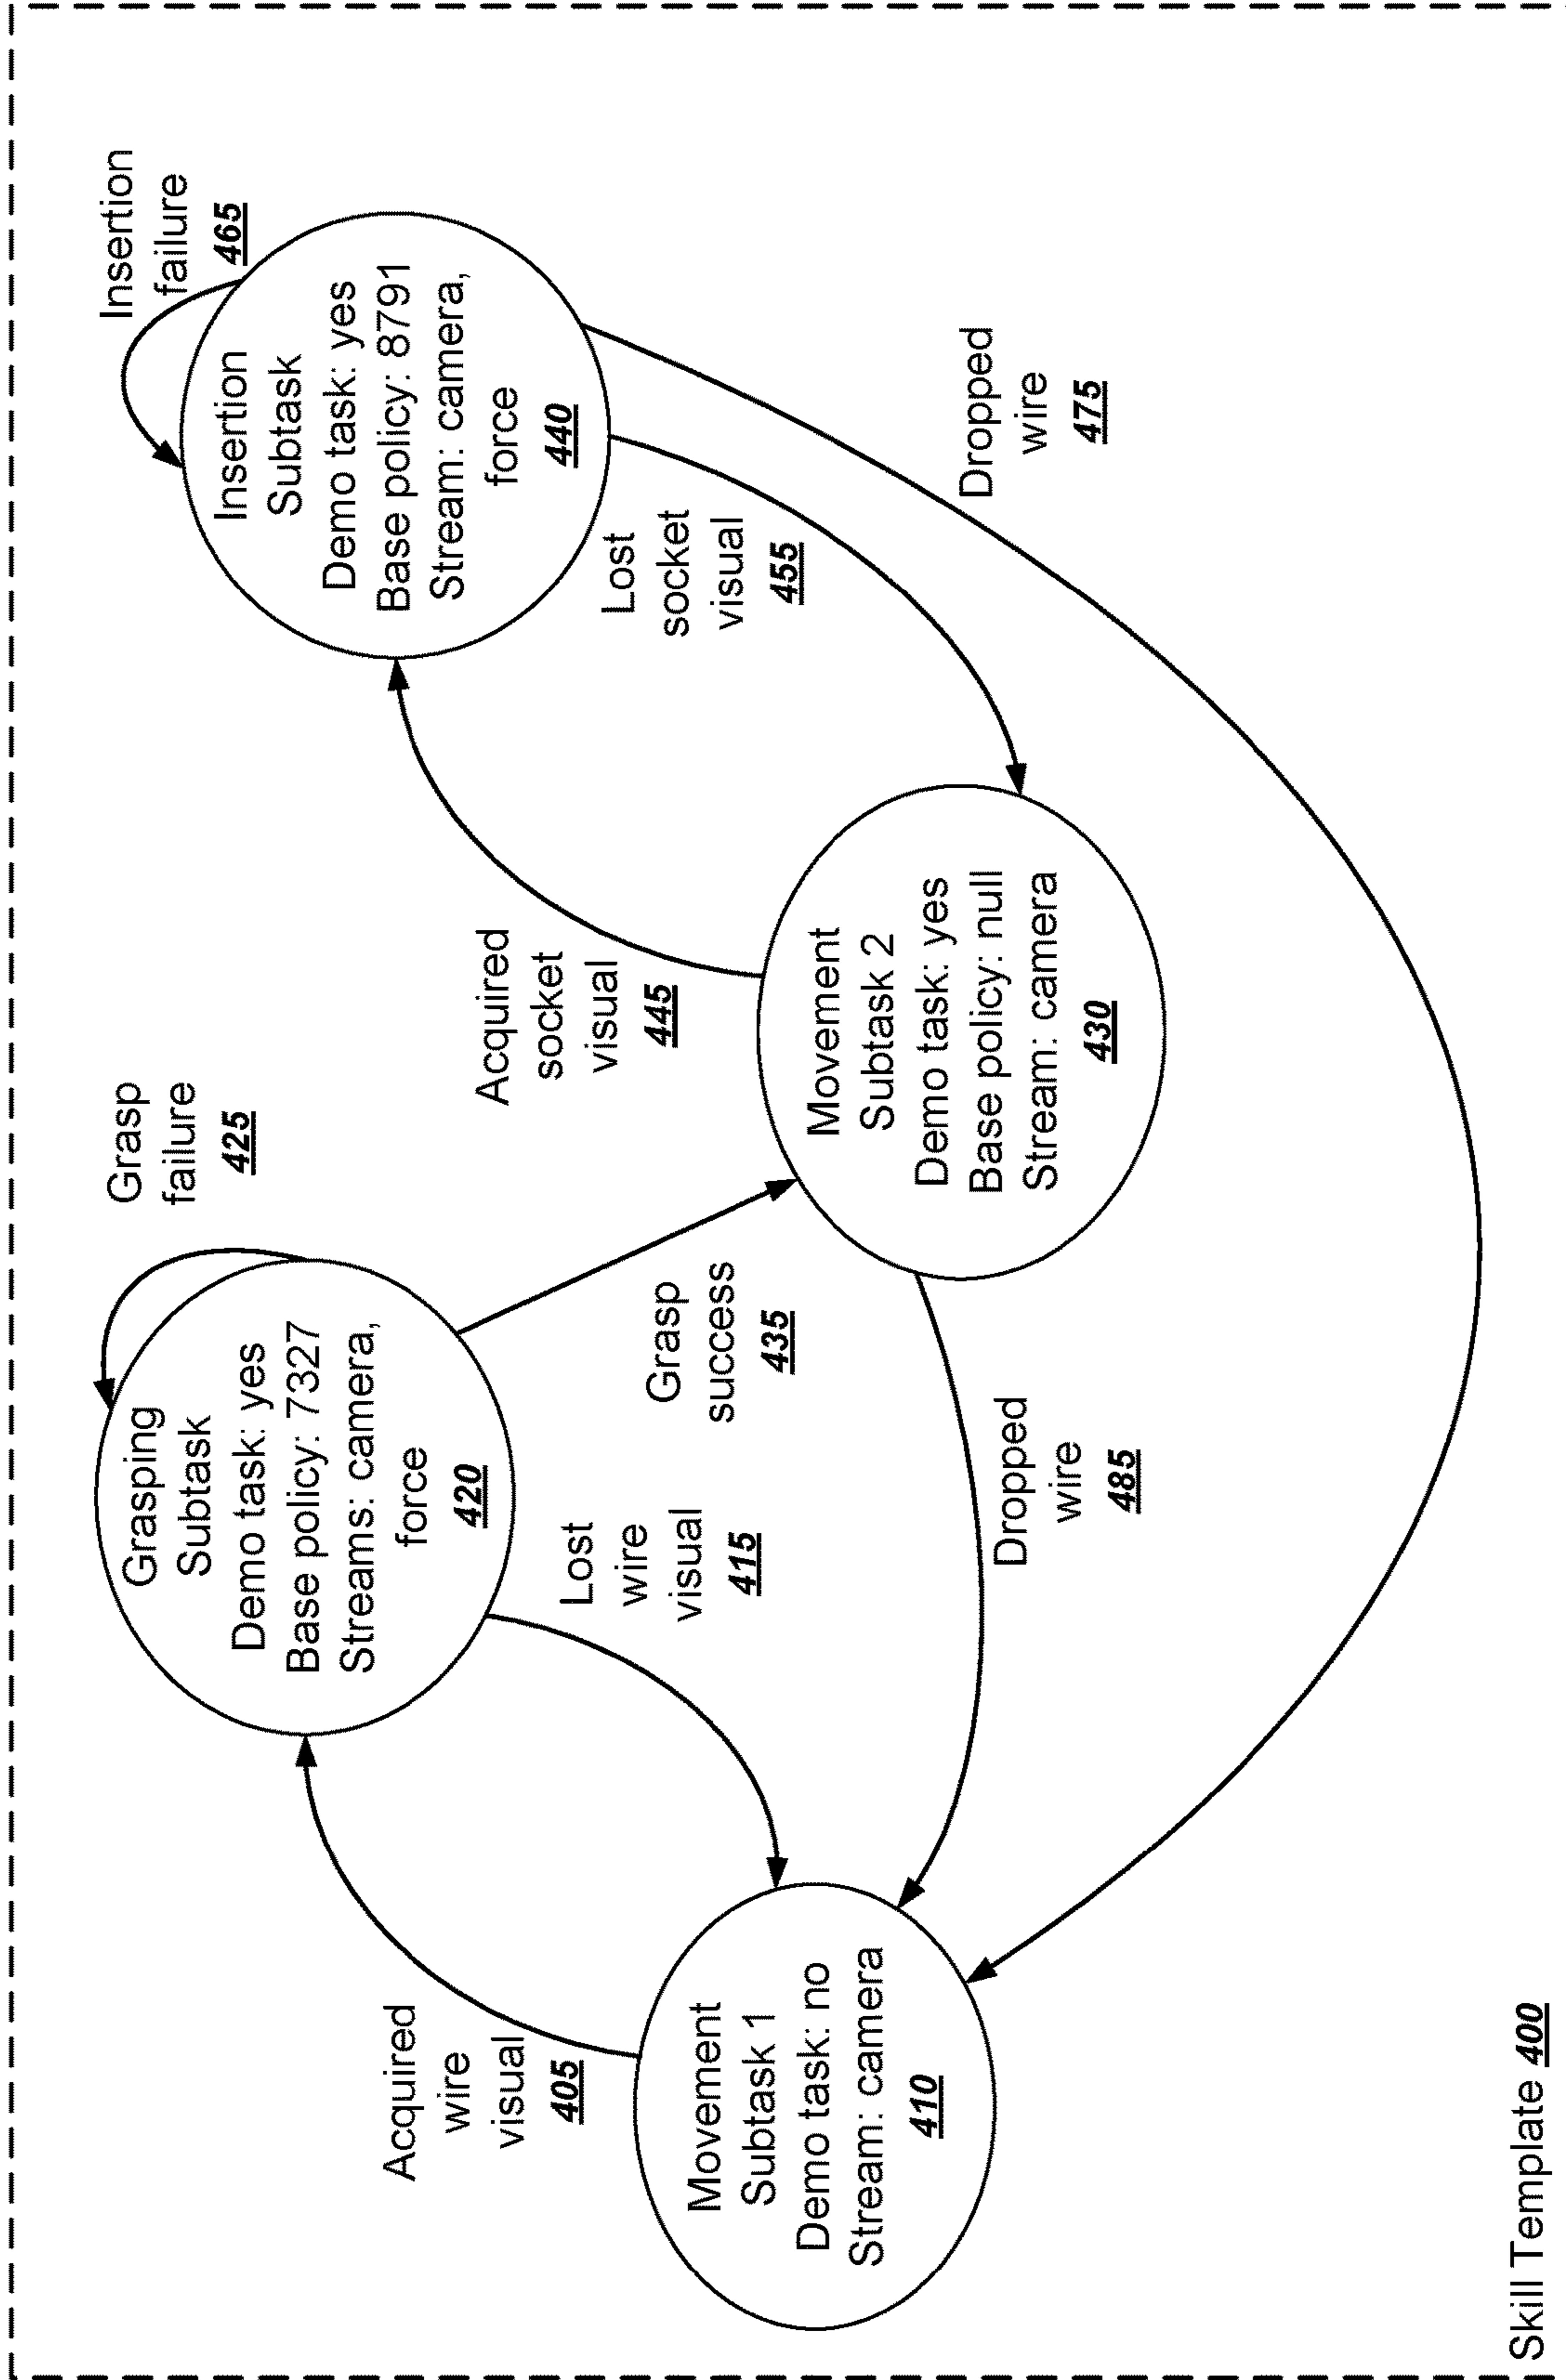 Grasp
failure
425
Insertion
failure
465
Grasping
Subtask
Demo task: yes
Base policy: 7327
Streams: camera,
force
420
Insertion
Subtask
Demo task: yes
Base policy: 8791
Stream: camera,
force
440
Acquired
wire
visual
405
Lost
wire
visual
415
Grasp
success
435
Acquired
socket
visual
445
Lost
socket
visual
455
Movement
Subtask 1
Demo task: no
Stream: camera
410
Movement
Subtask 2
Demo task: yes
Base policy: null
Stream: camera
430
Dropped
wire
485
Dropped
wire
475
Skill Template 400